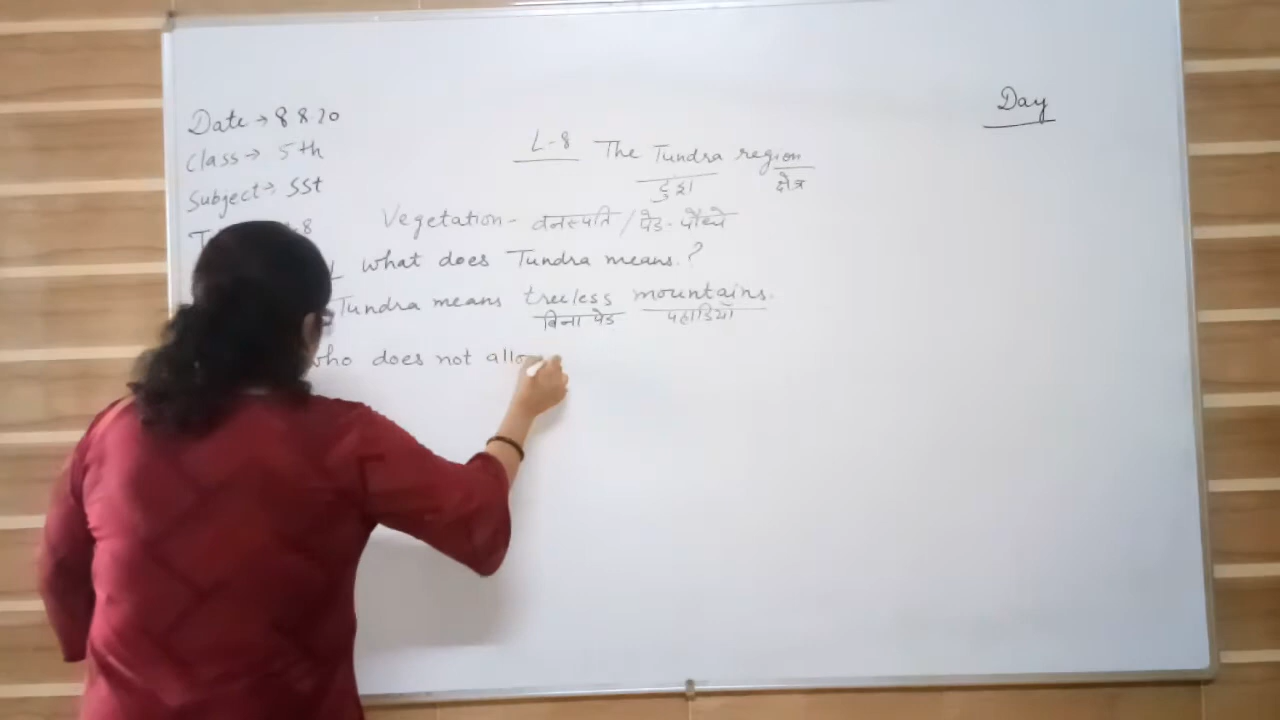 Day
Date → 8 8 20
Class → 5th
Subject → SSt
L-8 The Tundra region
टुंड्रा क्षेत्र
Vegetation - वनस्पति / पेड-पौध्ये
What does Tundra means.?
Tundra means treeless mountains.
बिना पेड पहाडियाँ
who does not